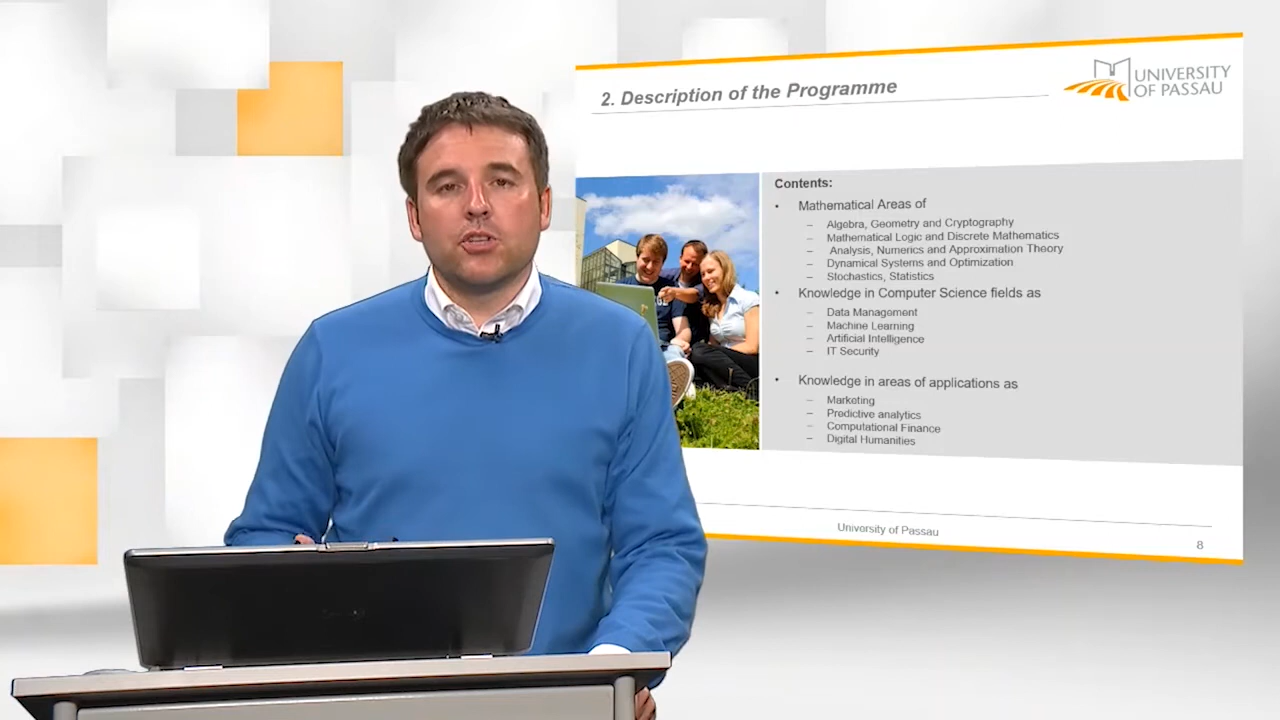 2. Description of the Programme
UNIVERSITY
OF PASSAU
Contents:
• Mathematical Areas of
– Algebra, Geometry and Cryptography
– Mathematical Logic and Discrete Mathematics
– Analysis, Numerics and Approximation Theory
– Dynamical Systems and Optimization
– Stochastics, Statistics
• Knowledge in Computer Science fields as
– Data Management
– Machine Learning
– Artificial Intelligence
– IT Security
• Knowledge in areas of applications as
– Marketing
– Predictive analytics
– Computational Finance
– Digital Humanities
University of Passau
8